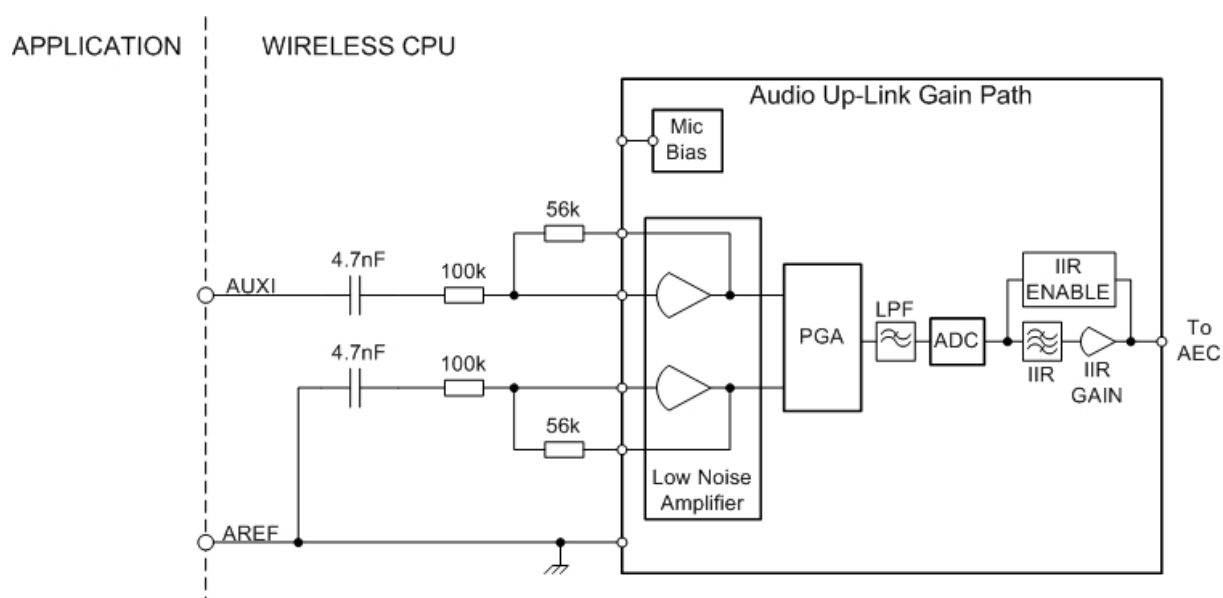 APPLICATION
WIRELESS CPU
Audio Up-Link Gain Path
Mic
Bias
56k
4.7nF
100k
AUXI
IIR
ENABLE
LPF
PGA
ADC
To
AEC
4.7nF
100k
IIR
IIR
GAIN
56k
Low Noise
Amplifier
AREF